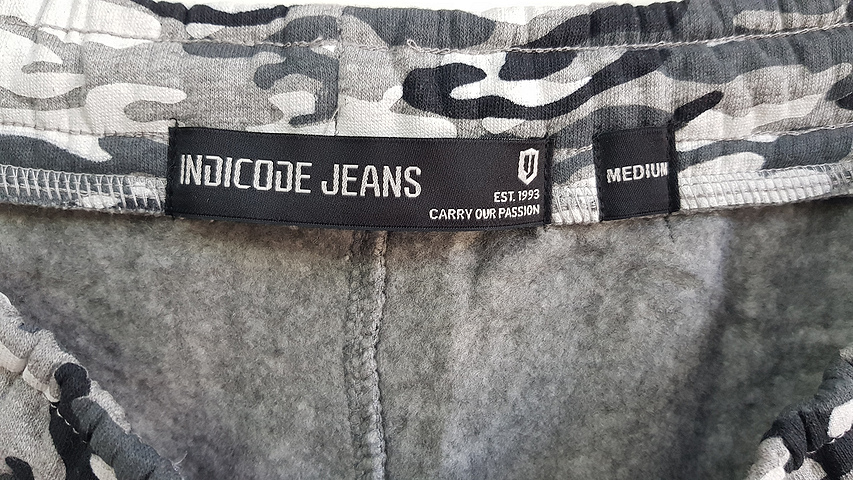 INDICODE JEANS
EST. 1993
CARRY OUR PASSION
MEDIUM